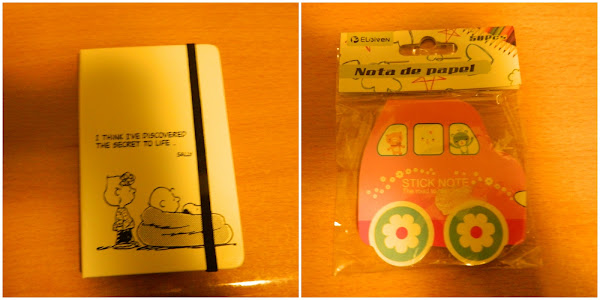 I THINK I'VE DISCOVERED
THE SECRET TO LIFE ..
SALLY
Nota de papel
STICK NOTE